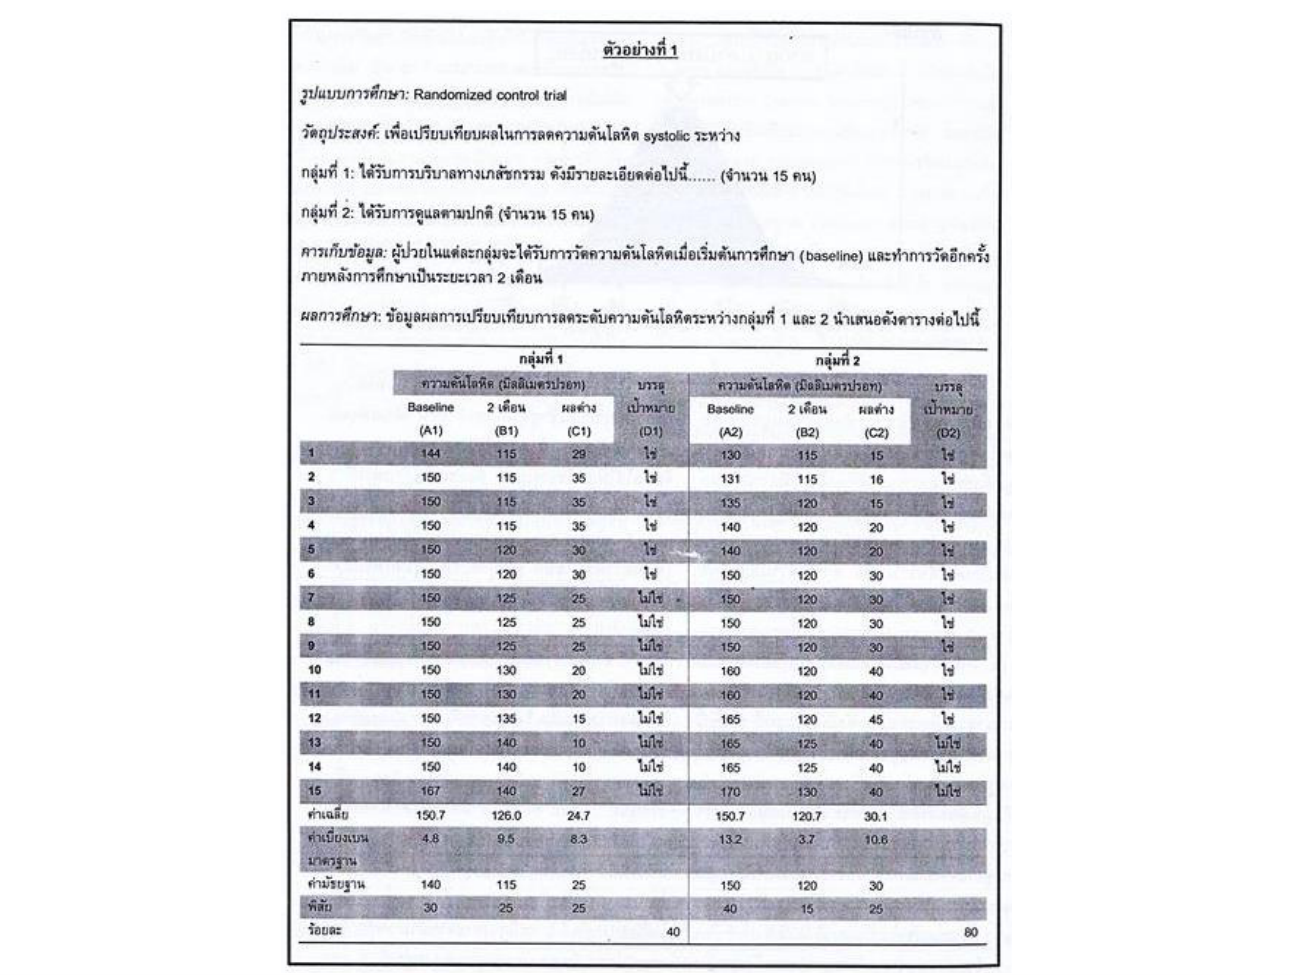 ตัวอย่างที่ 1
รูปแบบการศึกษา: Randomized control trial
วัตถุประสงค์: เพื่อเปรียบเทียบผลในการลดความดันโลหิต systolic ระหว่าง
กลุ่มที่ 1: ได้รับการบริบาลทางเภสัชกรรม ดังมีรายละเอียดต่อไปนี้...... (จำนวน 15 คน)
กลุ่มที่ 2: ได้รับการดูแลตามปกติ (จำนวน 15 คน)
การเก็บข้อมูล: ผู้ป่วยในแต่ละกลุ่มจะได้รับการวัดความดันโลหิตเมื่อเริ่มต้นการศึกษา (baseline) และทำการวัดอีกครั้ง
ภายหลังการศึกษาเป็นระยะเวลา 2 เดือน
ผลการศึกษา: ข้อมูลผลการเปรียบเทียบการลดระดับความดันโลหิตระหว่างกลุ่มที่ 1 และ 2 นำเสนอดังตารางต่อไปนี้
กลุ่มที่ 1 กลุ่มที่ 2
ความดันโลหิต (มิลลิเมตรปรอท) บรรลุ ความดันโลหิต (มิลลิเมตรปรอท) บรรลุ
Baseline 2 เดือน ผลต่าง เป้าหมาย Baseline 2 เดือน ผลต่าง เป้าหมาย
(A1) (B1) (C1) (D1) (A2) (B2) (C2) (D2)
1 144 115 29 ใช่ 130 115 15 ใช่
2 150 115 35 ใช่ 131 115 16 ใช่
3 150 115 35 ใช่ 135 120 15 ใช่
4 150 115 35 ใช่ 140 120 20 ใช่
5 150 120 30 ใช่ 140 120 20 ใช่
6 150 120 30 ใช่ 150 120 30 ใช่
7 150 125 25 ไม่ใช่ 150 120 30 ใช่
8 150 125 25 ไม่ใช่ 150 120 30 ใช่
9 150 125 25 ไม่ใช่ 150 120 30 ใช่
10 150 130 20 ไม่ใช่ 160 120 40 ใช่
11 150 130 20 ไม่ใช่ 160 120 40 ใช่
12 150 135 15 ไม่ใช่ 165 120 45 ใช่
13 150 140 10 ไม่ใช่ 165 125 40 ไม่ใช่
14 150 140 10 ไม่ใช่ 165 125 40 ไม่ใช่
15 167 140 27 ไม่ใช่ 170 130 40 ไม่ใช่
ค่าเฉลี่ย 150.7 126.0 24.7 150.7 120.7 30.1
ค่าเบี่ยงเบน 4.8 9.5 8.3 13.2 3.7 10.6
มาตรฐาน
ค่ามัธยฐาน 140 115 25 150 120 30
พิสัย 30 25 25 40 15 25
ร้อยละ 40 80